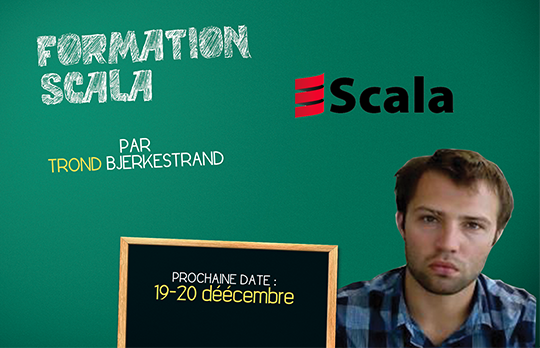 FORMATION
SCALA
Scala
PAR
TROND BJERKESTRAND
PROCHAINE DATE :
19-20 déécembre